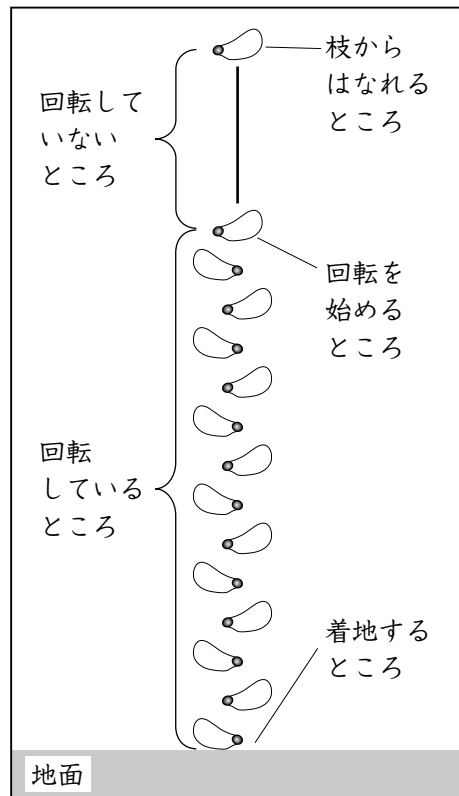 枝から
はなれる
ところ
回転して
いない
ところ
回転を
始める
ところ
回転
している
ところ
着地する
ところ
地面